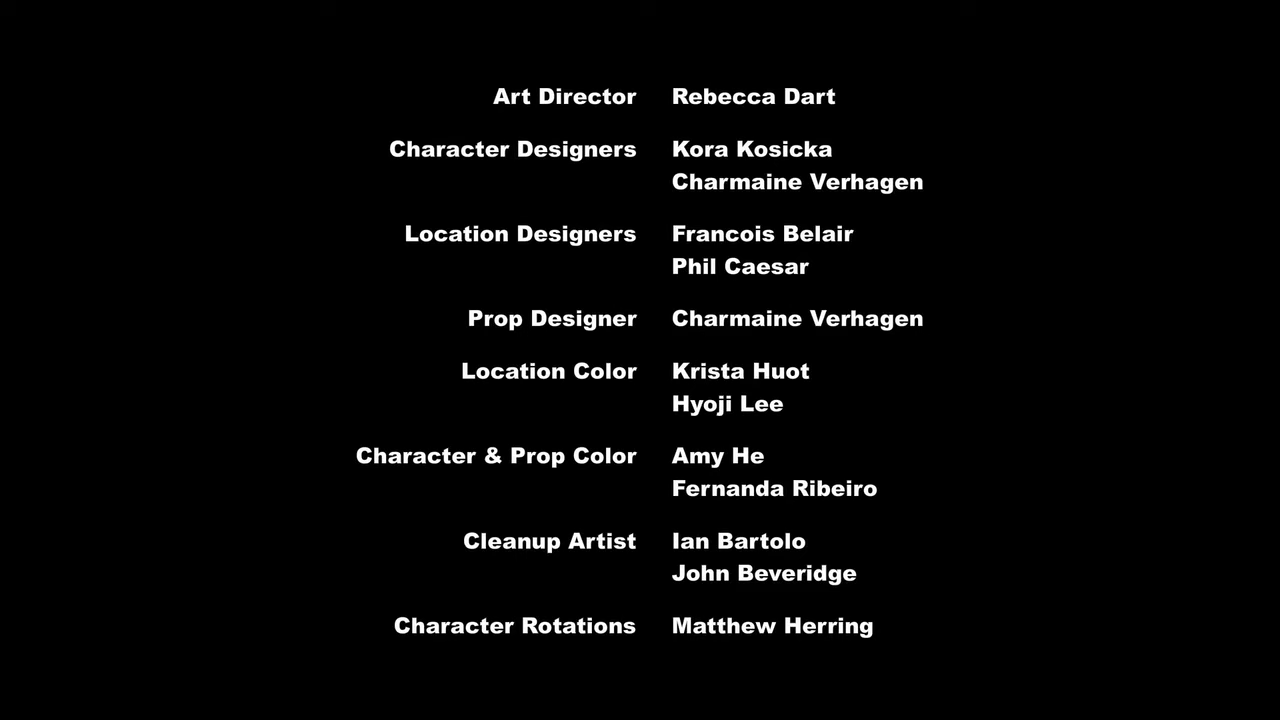 Art Director Rebecca Dart
Character Designers Kora Kosicka
Charmaine Verhagen
Location Designers Francois Belair
Phil Caesar
Prop Designer Charmaine Verhagen
Location Color Krista Huot
Hyoji Lee
Character & Prop Color Amy He
Fernanda Ribeiro
Cleanup Artist Ian Bartolo
John Beveridge
Character Rotations Matthew Herring